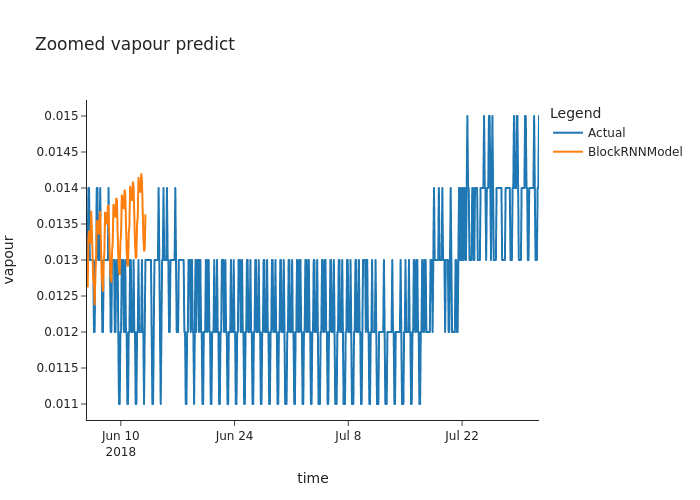 Zoomed vapour predict
Legend
Actual
BlockRNNModel
vapour
0.015
0.0145
0.014
0.0135
0.013
0.0125
0.012
0.0115
0.011
Jun 10
2018
Jun 24
Jul 8
Jul 22
time